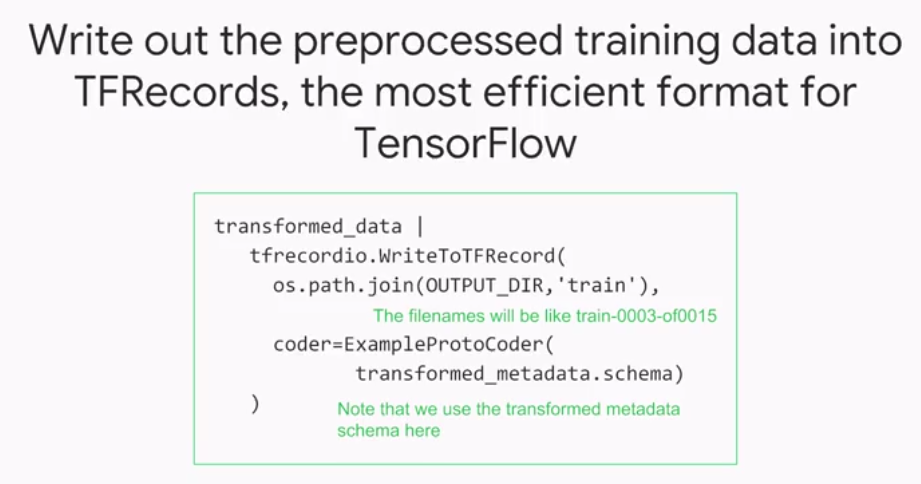 Write out the preprocessed training data into
TFRecords, the most efficient format for
TensorFlow
transformed_data |
tfrecordio.WriteToTFRecord(
os.path.join(OUTPUT_DIR,'train'),
The filenames will be like train-0003-of0015
coder=ExampleProtoCoder(
transformed_metadata.schema)
)
Note that we use the transformed metadata
schema here